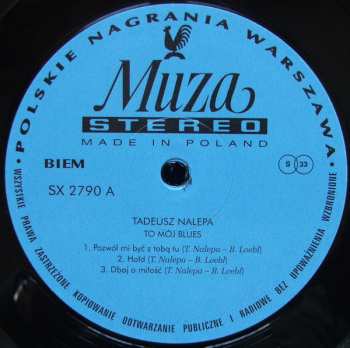 • POLSKIE NAGRANIA WARSZAWA •
Muza
STEREO
MADE IN POLAND
BIEM
S 33
SX 2790 A
TADEUSZ NALEPA
TO MÓJ BLUES
1. Pozwól mi być z tobą tu (T. Nalepa – B. Loebl)
2. Hołd (T. Nalepa – B. Loebl)
3. Dbaj o miłość (T. Nalepa – B. Loebl)
WSZYSTKIE PRAWA ZASTRZEŻONE KOPIOWANIE ODTWARZANIE PUBLICZNE I RADIOWE BEZ UPOWAŻNIENIA WZBRONIONE